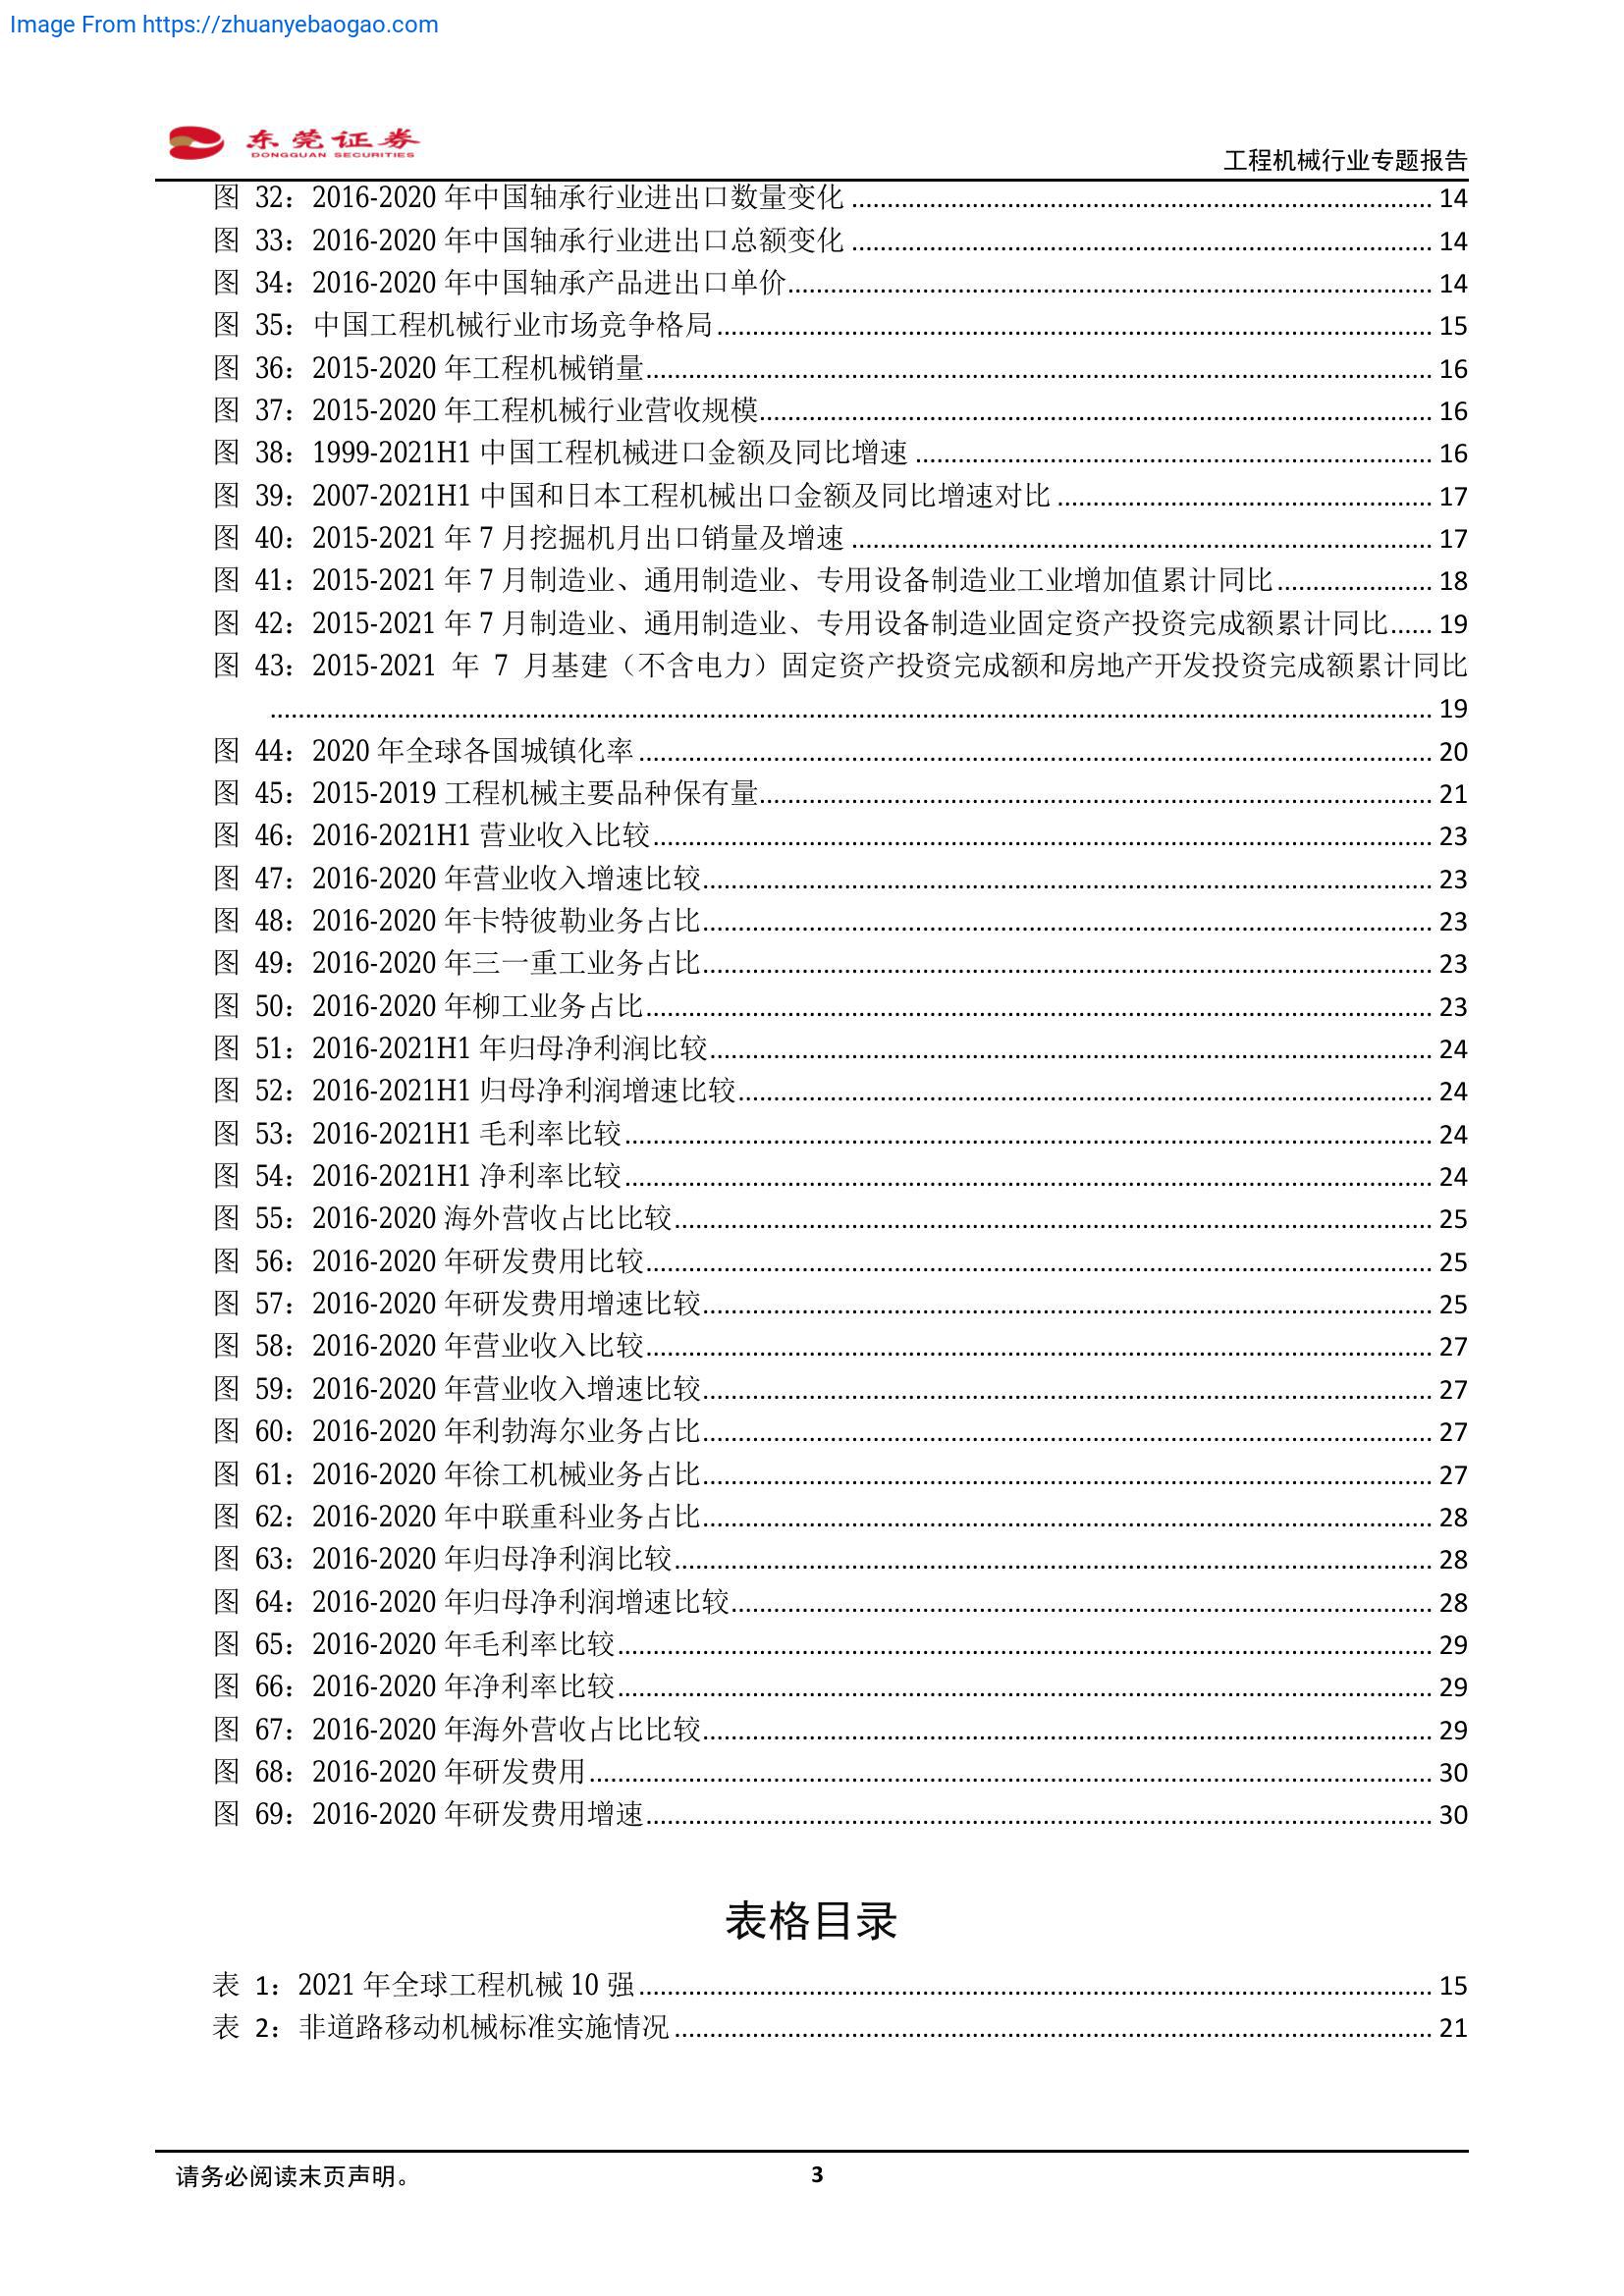 Image From https://zhuanyebaogao.com
东莞证券
DONGGUAN SECURITIES
工程机械行业专题报告
图 32：2016-2020 年中国轴承行业进出口数量变化 14
图 33：2016-2020 年中国轴承行业进出口总额变化 14
图 34：2016-2020 年中国轴承产品进出口单价 14
图 35：中国工程机械行业市场竞争格局 15
图 36：2015-2020 年工程机械销量 16
图 37：2015-2020 年工程机械行业营收规模 16
图 38：1999-2021H1 中国工程机械进口金额及同比增速 16
图 39：2007-2021H1 中国和日本工程机械出口金额及同比增速对比 17
图 40：2015-2021 年 7 月挖掘机月出口销量及增速 17
图 41：2015-2021 年 7 月制造业、通用制造业、专用设备制造业工业增加值累计同比 18
图 42：2015-2021 年 7 月制造业、通用制造业、专用设备制造业固定资产投资完成额累计同比 19
图 43：2015-2021 年 7 月基建（不含电力）固定资产投资完成额和房地产开发投资完成额累计同比
19
图 44：2020 年全球各国城镇化率 20
图 45：2015-2019 工程机械主要品种保有量 21
图 46：2016-2021H1 营业收入比较 23
图 47：2016-2020 年营业收入增速比较 23
图 48：2016-2020 年卡特彼勒业务占比 23
图 49：2016-2020 年三一重工业务占比 23
图 50：2016-2020 年柳工业务占比 23
图 51：2016-2021H1 年归母净利润比较 24
图 52：2016-2021H1 归母净利润增速比较 24
图 53：2016-2021H1 毛利率比较 24
图 54：2016-2021H1 净利率比较 24
图 55：2016-2020 海外营收占比比较 25
图 56：2016-2020 年研发费用比较 25
图 57：2016-2020 年研发费用增速比较 25
图 58：2016-2020 年营业收入比较 27
图 59：2016-2020 年营业收入增速比较 27
图 60：2016-2020 年利勃海尔业务占比 27
图 61：2016-2020 年徐工机械业务占比 27
图 62：2016-2020 年中联重科业务占比 28
图 63：2016-2020 年归母净利润比较 28
图 64：2016-2020 年归母净利润增速比较 28
图 65：2016-2020 年毛利率比较 29
图 66：2016-2020 年净利率比较 29
图 67：2016-2020 年海外营收占比比较 29
图 68：2016-2020 年研发费用 30
图 69：2016-2020 年研发费用增速 30
表格目录
表 1：2021 年全球工程机械 10 强 15
表 2：非道路移动机械标准实施情况 21
请务必阅读末页声明。
3